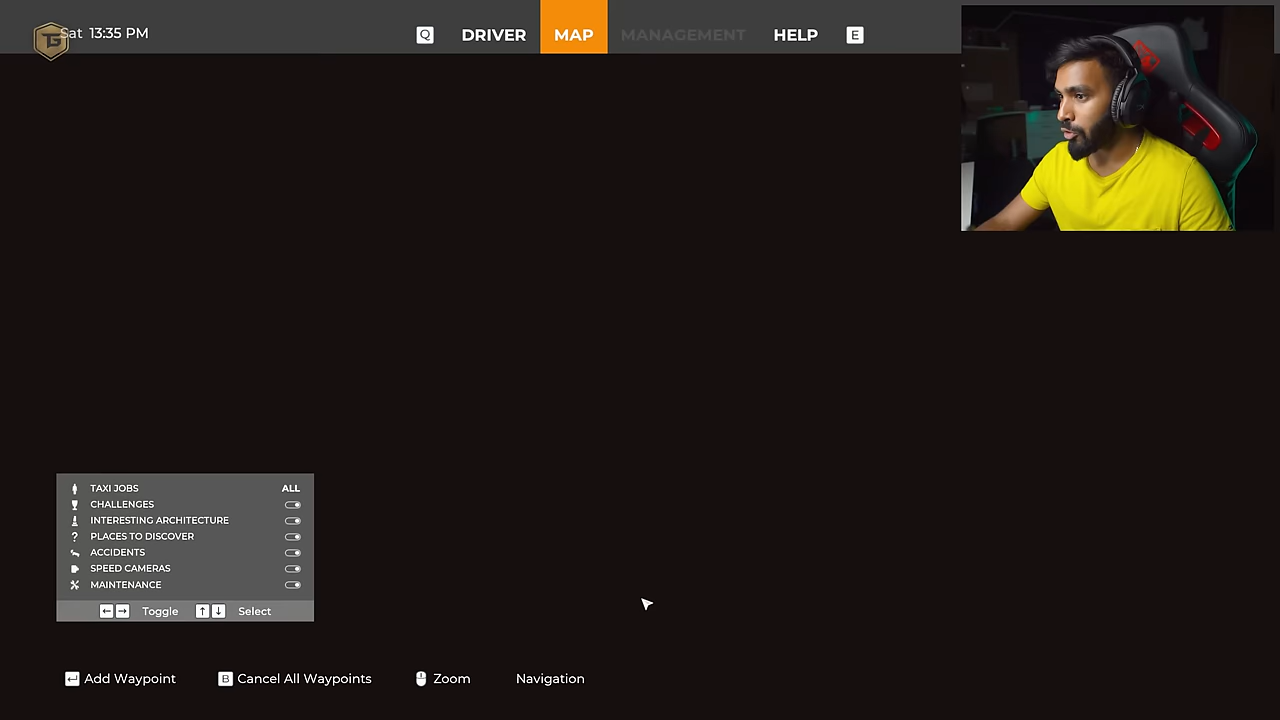 Sat 13:35 PM
Q DRIVER MAP MANAGEMENT HELP E
TAXI JOBS ALL
CHALLENGES
INTERESTING ARCHITECTURE
? PLACES TO DISCOVER
ACCIDENTS
SPEED CAMERAS
MAINTENANCE
← → Toggle ↑ ↓ Select
↵ Add Waypoint B Cancel All Waypoints Zoom Navigation